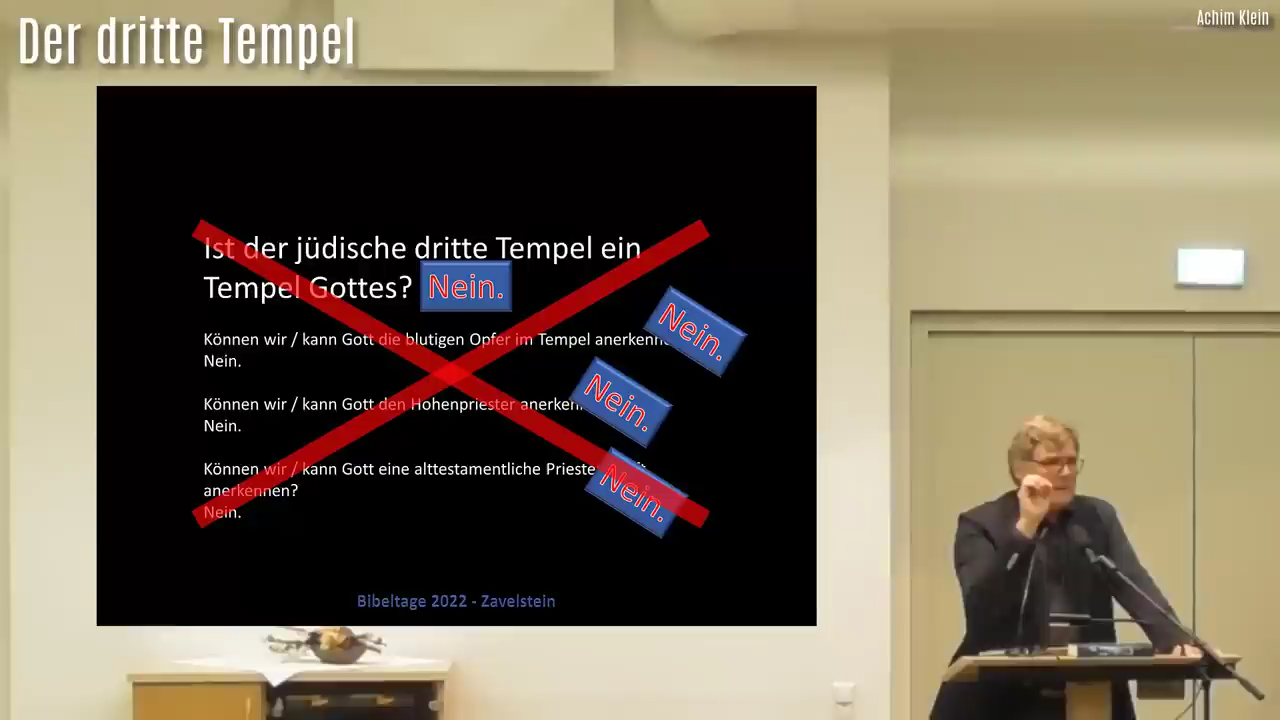 Der dritte Tempel
Achim Klein
Ist der jüdische dritte Tempel ein
Tempel Gottes? Nein.
Können wir / kann Gott die blutigen Opfer im Tempel
Nein.
Nein.
Können wir / kann Gott den Hohenpriester
Nein.
Nein.
Können wir / kann Gott eine alttestamentliche
anerkennen?
Nein.
Nein.
Bibeltage 2022 - Zavelstein